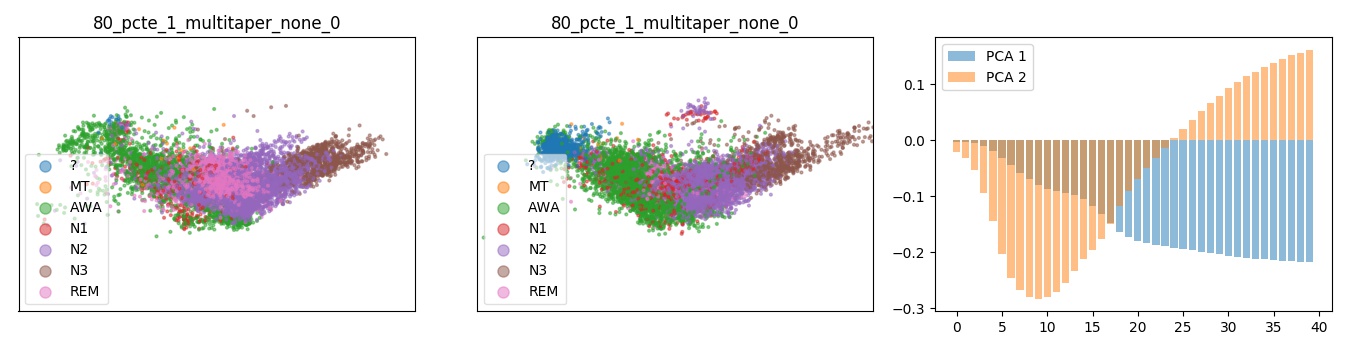 80_pcte_1_multitaper_none_0
?
MT
AWA
N1
N2
N3
REM
80_pcte_1_multitaper_none_0
?
MT
AWA
N1
N2
N3
REM
PCA 1
PCA 2
0.1
0.0
−0.1
−0.2
−0.3
0 5 10 15 20 25 30 35 40